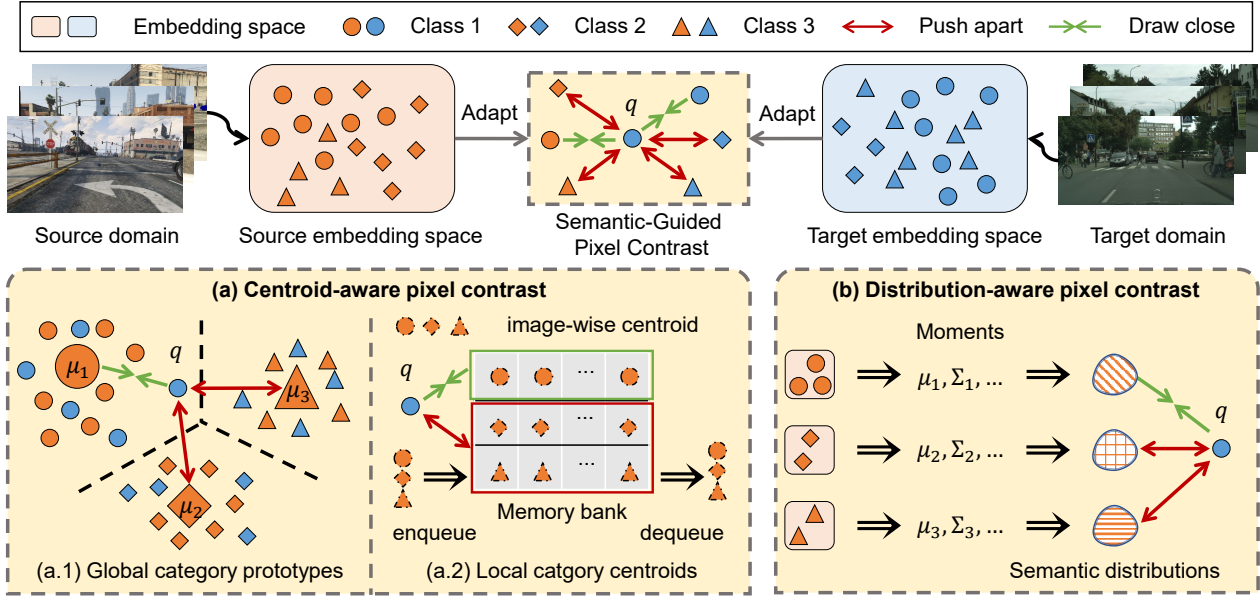 Embedding space Class 1 Class 2 Class 3 Push apart Draw close
Adapt q Adapt
Source domain Source embedding space Semantic-Guided Target embedding space Target domain
Pixel Contrast
(a) Centroid-aware pixel contrast
image-wise centroid
μ₁ q μ₃
μ₂
q
...
...
...
enqueue Memory bank dequeue
(a.1) Global category prototypes (a.2) Local catgory centroids
(b) Distribution-aware pixel contrast
Moments
μ₁, Σ₁, ...
μ₂, Σ₂, ...
μ₃, Σ₃, ...
q
Semantic distributions